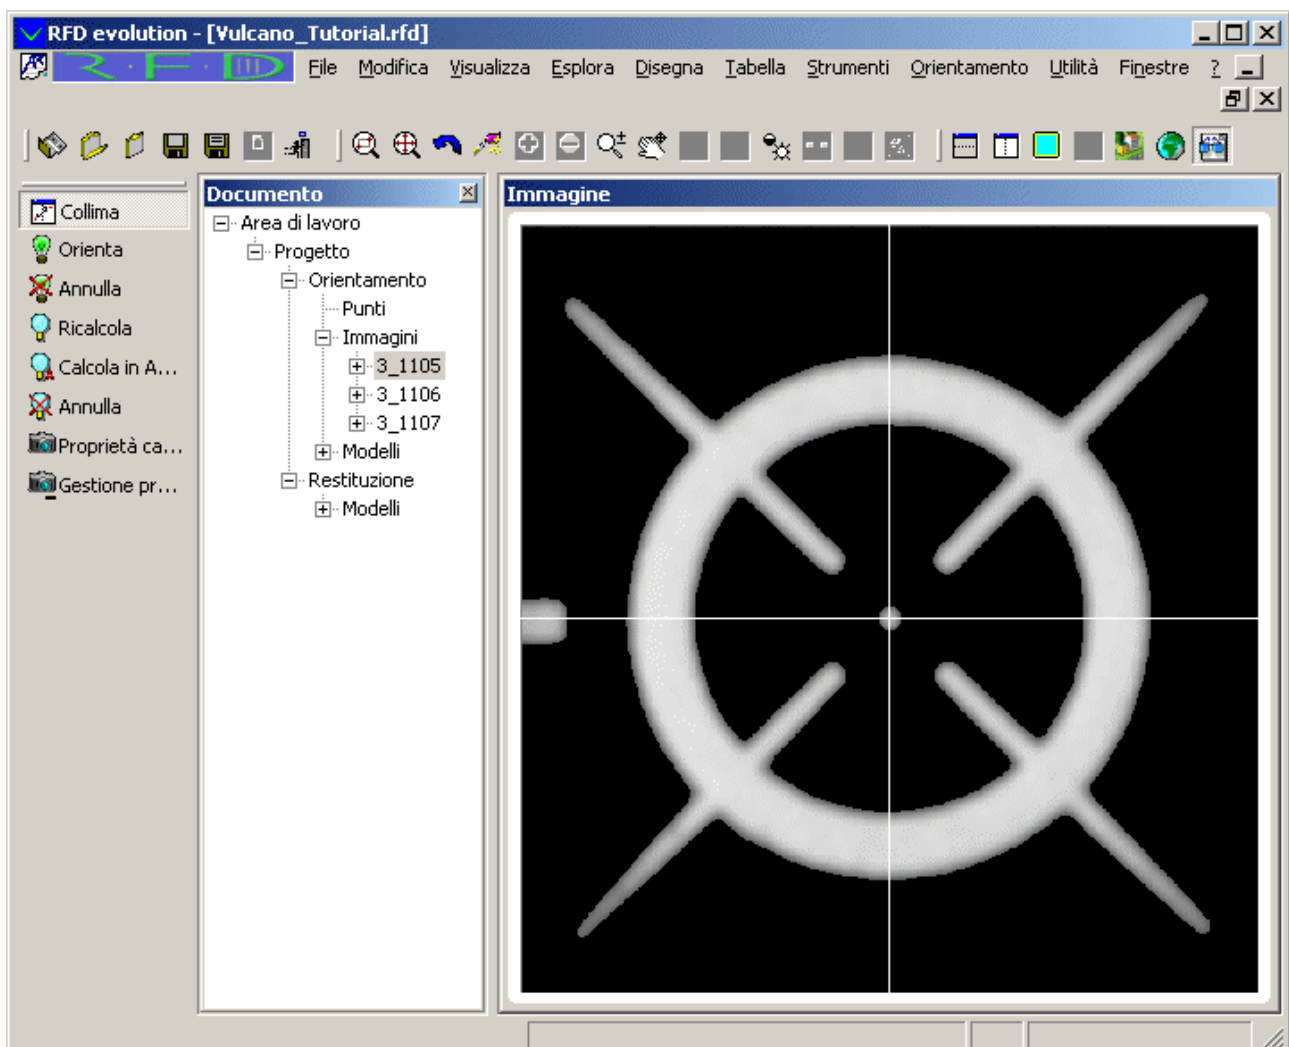 RFD evolution - [Vulcano_Tutorial.rfd]
R·F·D File Modifica Visualizza Esplora Disegna Tabella Strumenti Orientamento Utilità Finestre ?
Collima
Orienta
Annulla
Ricalcola
Calcola in A...
Annulla
Proprietà ca...
Gestione pr...
Documento
Area di lavoro
Progetto
Orientamento
Punti
Immagini
3_1105
3_1106
3_1107
Modelli
Restituzione
Modelli
Immagine